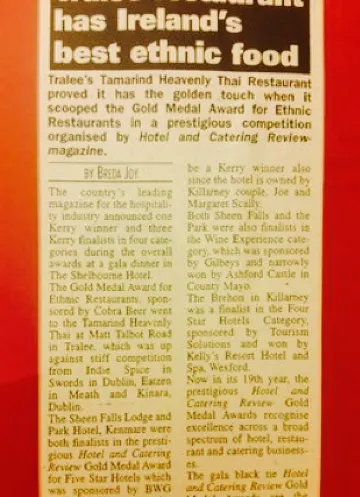 has Ireland's
best ethnic food
Tralee's Tamarind Heavenly Thai Restaurant
proved it has the golden touch when it
scooped the Gold Medal Award for Ethnic
Restaurants in a prestigious competition
organised by Hotel and Catering Review
magazine.
BY BREDA JOY
The country's leading
magazine for the hospitali-
ty industry announced one
Kerry winner and three
Kerry finalists in four cate-
gories during the overall
awards at a gala dinner in
The Shelbourne Hotel.
The Gold Medal Award for
Ethnic Restaurants, spon-
sored by Cobra Beer went
to the Tamarind Heavenly
Thai at Matt Talbot Road
in Tralee, which was up
against stiff competition
from Indie Spice in
Swords in Dublin, Eatzen
in Meath and Kinara,
Dublin.
The Sheen Falls Lodge and
Park Hotel, Kenmare were
both finalists in the presti-
gious Hotel and Catering
Review Gold Medal Award
for Five Star Hotels which
was sponsored by BWG
be a Kerry winner also
since the hotel is owned by
Killarney couple, Joe and
Margaret Scally.
Both Sheen Falls and the
Park were also finalists in
the Wine Experience cate-
gory, which was sponsored
by Gilbeys and narrowly
won by Ashford Castle in
County Mayo.
The Brehon in Killarney
was a finalist in the Four
Star Hotels Category,
sponsored by Tourism
Solutions and won by
Kelly's Resort Hotel and
Spa, Wexford.
Now in its 19th year, the
prestigious Hotel and
Catering Review Gold
Medal Awards recognise
excellence across a broad
spectrum of hotel, restau-
rant and catering business-
es.
The gala black tie Hotel
and Catering Review Gold